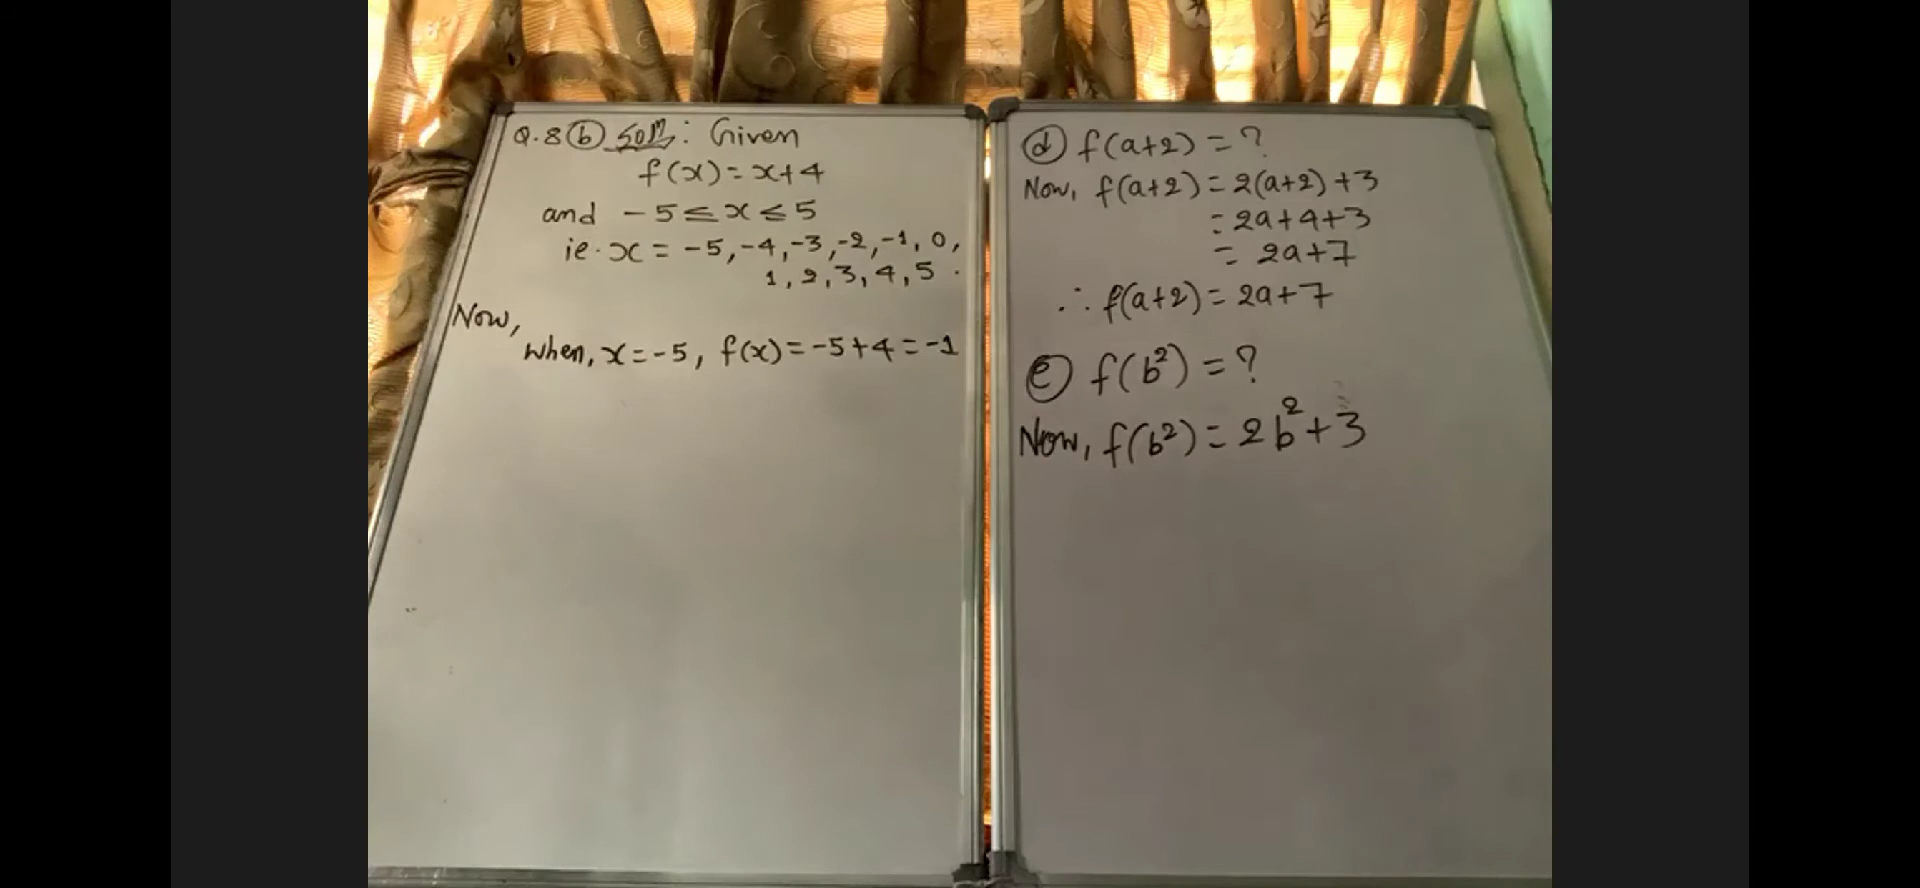 Q.8 (b) Solⁿ: Given
f(x) = x+4
and -5 ≤ x ≤ 5
ie. x = -5, -4, -3, -2, -1, 0,
1, 2, 3, 4, 5.
Now,
when, x = -5, f(x) = -5+4 = -1
(d) f(a+2) = ?
Now, f(a+2) = 2(a+2) + 3
= 2a+4+3
= 2a+7
∴ f(a+2) = 2a+7
(e) f(b²) = ?
Now, f(b²) = 2b²+3